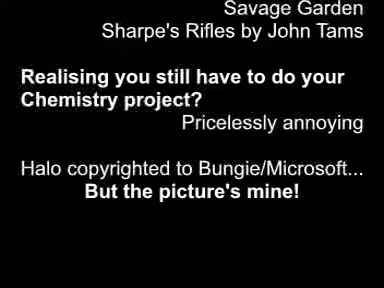 Savage Garden
Sharpe's Rifles by John Tams
Realising you still have to do your
Chemistry project?
Pricelessly annoying
Halo copyrighted to Bungie/Microsoft...
But the picture's mine!